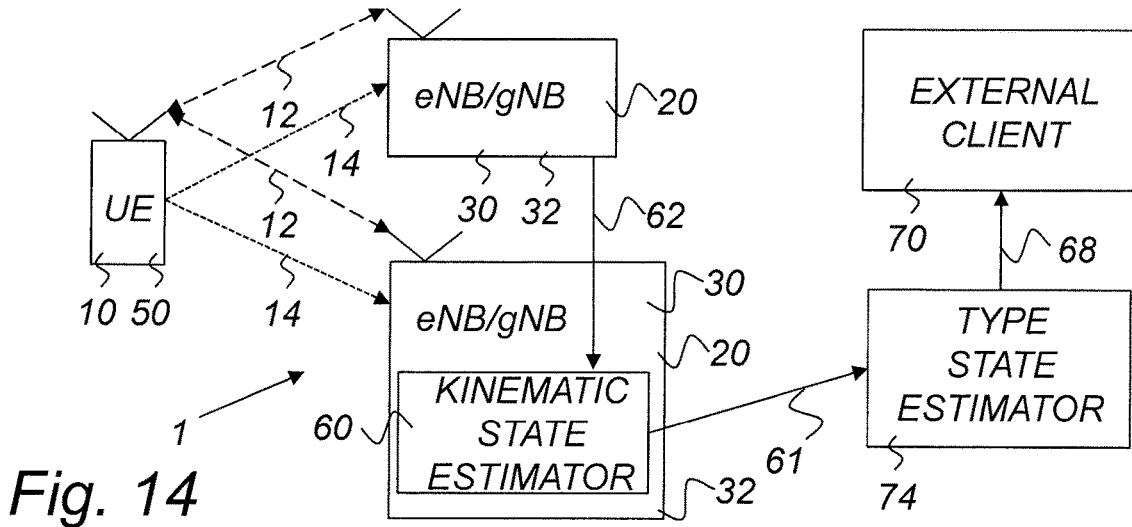 12
eNB/gNB
20
EXTERNAL
CLIENT
14
30
32
UE
12
62
70
68
10
50
14
eNB/gNB
30
20
TYPE
STATE
ESTIMATOR
1
60
KINEMATIC
STATE
ESTIMATOR
61
32
74
Fig. 14